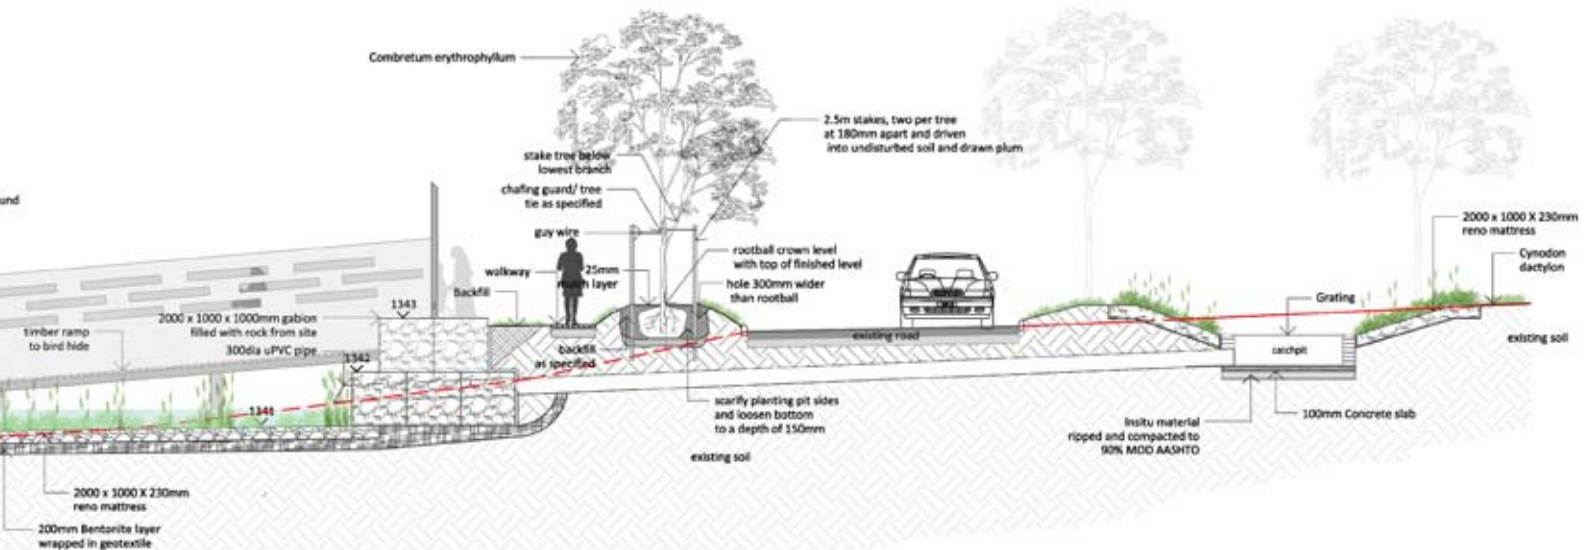 Combretum erythrophyllum
2.5m stakes, two per tree
at 180mm apart and driven
into undisturbed soil and drawn plum
stake tree below
lowest branch
chafing guard/ tree
tie as specified
und
guy wire
2000 x 1000 X 230mm
reno mattress
rootball crown level
with top of finished level
walkway
25mm
mulch layer
Cynodon
dactylon
hole 300mm wider
than rootball
backfill
Grating
1343
2000 x 1000 x 1000mm gabion
filled with rock from site
timber ramp
to bird hide
300dia uPVC pipe
1342
backfill
as specified
existing road
catchpit
existing soil
scarify planting pit sides
and loosen bottom
to a depth of 150mm
1341
100mm Concrete slab
Insitu material
ripped and compacted to
90% MOD AASHTO
existing soil
2000 x 1000 X 230mm
reno mattress
200mm Bentonite layer
wrapped in geotextile